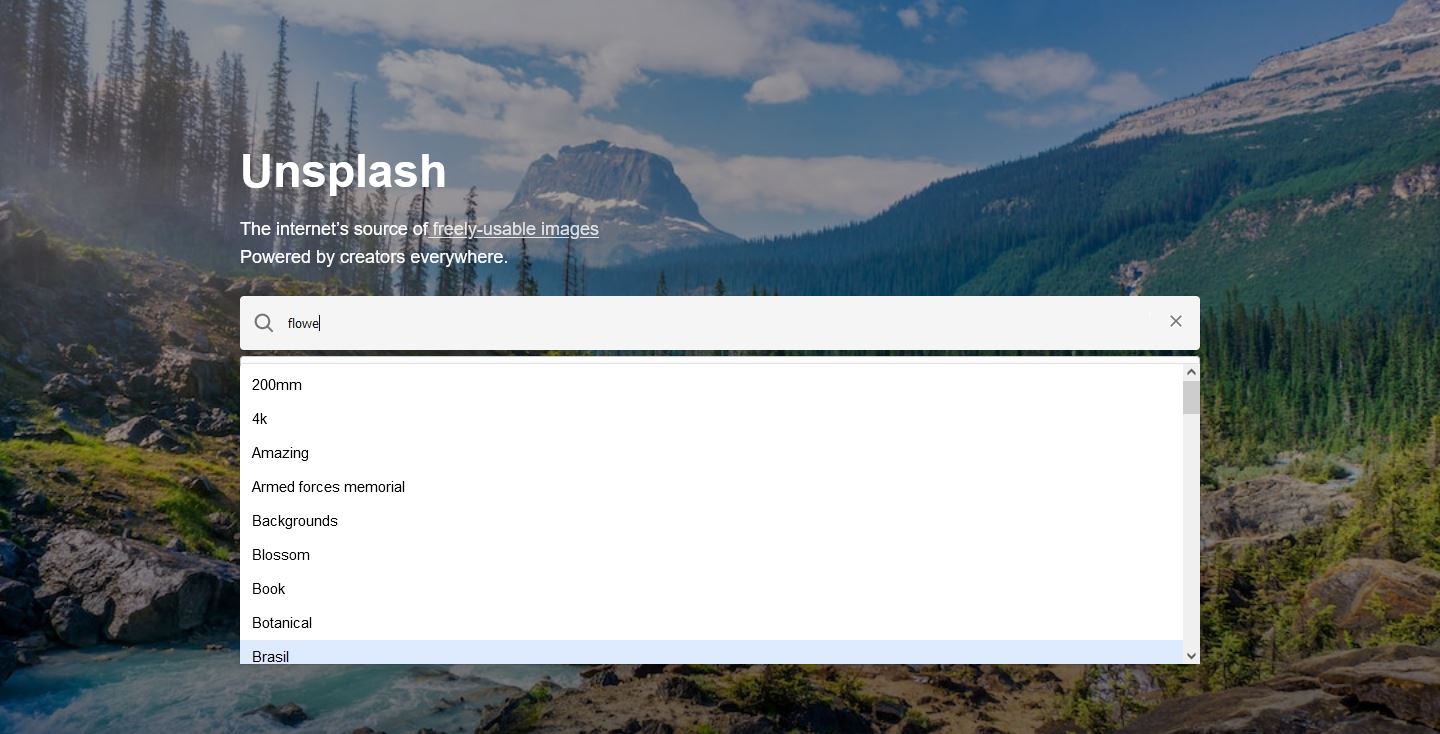 Unsplash
The internet's source of freely-usable images
Powered by creators everywhere.
flowe
200mm
4k
Amazing
Armed forces memorial
Backgrounds
Blossom
Book
Botanical
Brasil